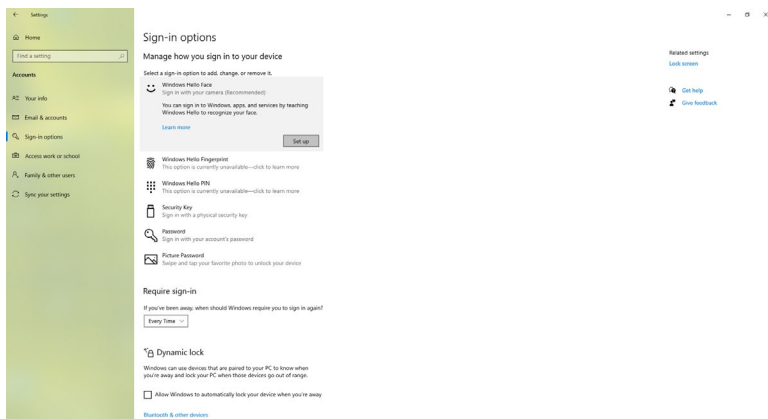 Settings
Home
Find a setting
Accounts
Your info
Email & accounts
Sign-in options
Access work or school
Family & other users
Sync your settings
Sign-in options
Manage how you sign in to your device
Select a sign-in option to add, change, or remove it.
Windows Hello Face
Sign in with your camera (Recommended)
You can sign in to Windows, apps, and services by teaching
Windows Hello to recognize your face.
Learn more
Set up
Windows Hello Fingerprint
This option is currently unavailable—click to learn more
Windows Hello PIN
This option is currently unavailable—click to learn more
Security Key
Sign in with a physical security key
Password
Sign in with your account's password
Picture Password
Swipe and tap your favorite photo to unlock your device
Require sign-in
If you've been away, when should Windows require you to sign in again?
Every Time
Dynamic lock
Windows can use devices that are paired to your PC to know when
you're away and lock your PC when those devices go out of range.
Allow Windows to automatically lock your device when you're away
Bluetooth & other devices
Related settings
Lock screen
Get help
Give feedback